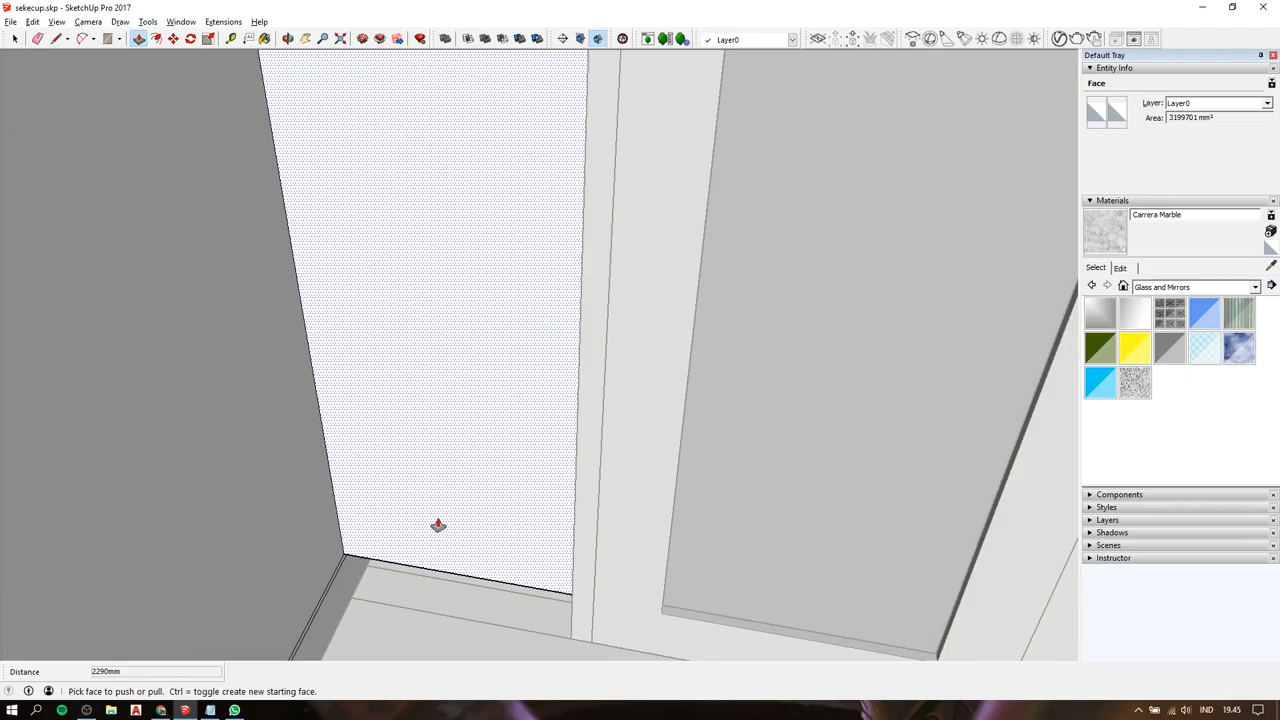 sekecup.skp - SketchUp Pro 2017
File Edit View Camera Draw Tools Window Extensions Help
Layer0
Default Tray
Entity Info
Face
Layer: Layer0
Area: 3199701 mm²
Materials
Carrera Marble
Select Edit
Glass and Mirrors
Components
Styles
Layers
Shadows
Scenes
Instructor
Distance 2290mm
Pick face to push or pull. Ctrl = toggle create new starting face.
IND 19.45